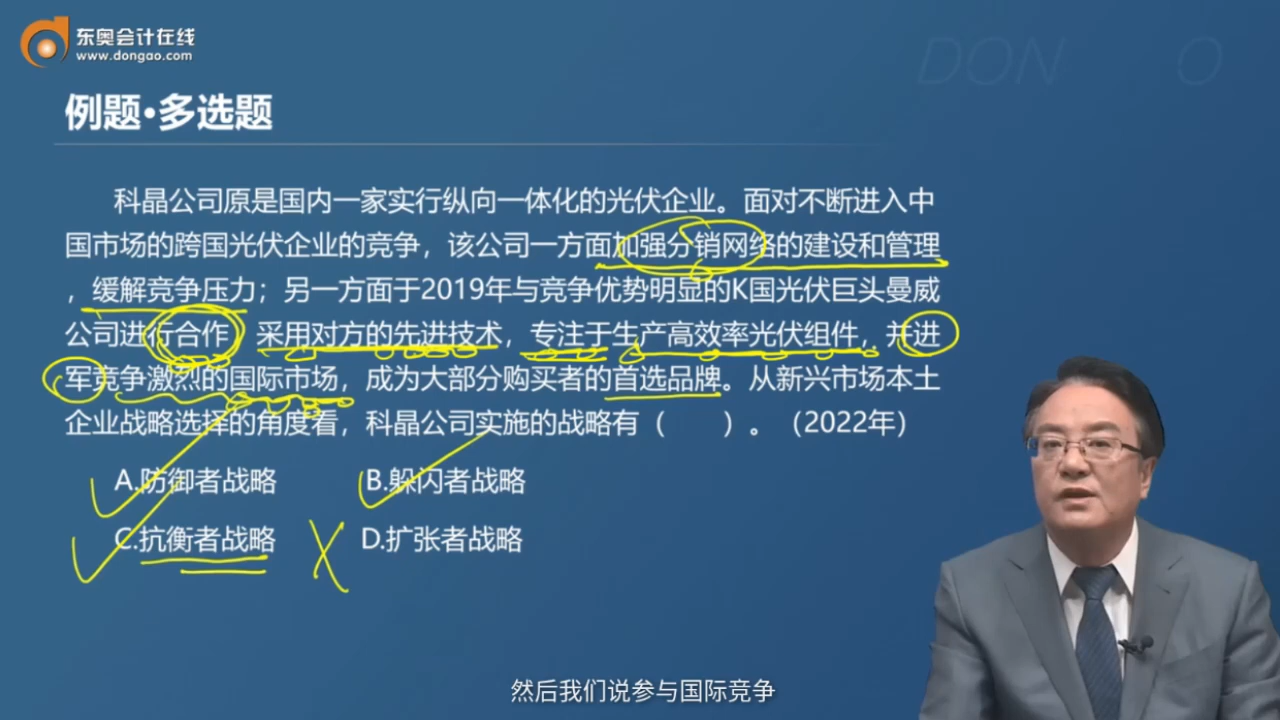 东奥会计在线
www.dongao.com
DON O
例题•多选题
科晶公司原是国内一家实行纵向一体化的光伏企业。面对不断进入中
国市场的跨国光伏企业的竞争，该公司一方面加强分销网络的建设和管理
，缓解竞争压力；另一方面于2019年与竞争优势明显的K国光伏巨头曼威
公司进行合作 采用对方的先进技术，专注于生产高效率光伏组件，并进
军竞争激烈的国际市场，成为大部分购买者的首选品牌。从新兴市场本土
企业战略选择的角度看，科晶公司实施的战略有（ ）。（2022年）
A.防御者战略 B.躲闪者战略
C.抗衡者战略 D.扩张者战略
然后我们说参与国际竞争